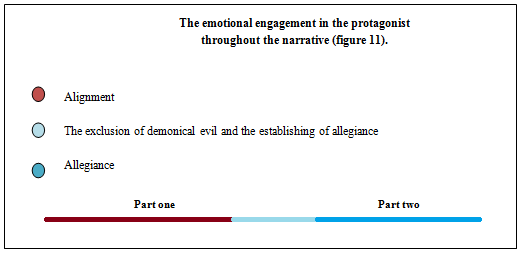 The emotional engagement in the protagonist
throughout the narrative (figure 11).
Alignment
The exclusion of demonical evil and the establishing of allegiance
Allegiance
Part one
Part two